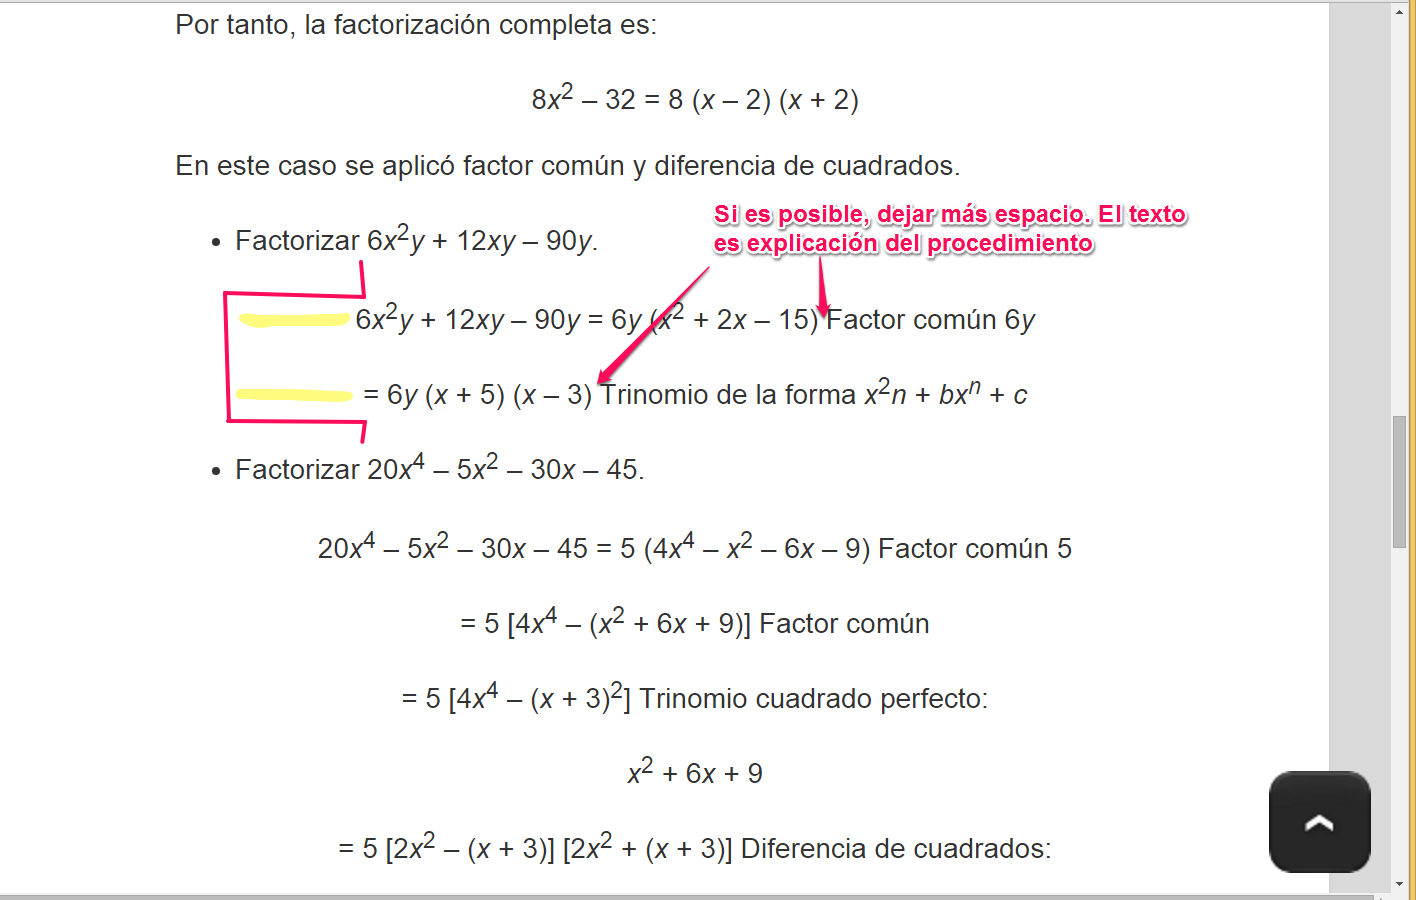 Por tanto, la factorización completa es:
8x² – 32 = 8 (x – 2) (x + 2)
En este caso se aplicó factor común y diferencia de cuadrados.
Si es posible, dejar más espacio. El texto
es explicación del procedimiento
• Factorizar 6x²y + 12xy – 90y.
6x²y + 12xy – 90y = 6y (x² + 2x – 15) Factor común 6y
= 6y (x + 5) (x – 3) Trinomio de la forma x²n + bxⁿ + c
• Factorizar 20x⁴ – 5x² – 30x – 45.
20x⁴ – 5x² – 30x – 45 = 5 (4x⁴ – x² – 6x – 9) Factor común 5
= 5 [4x⁴ – (x² + 6x + 9)] Factor común
= 5 [4x⁴ – (x + 3)²] Trinomio cuadrado perfecto:
x² + 6x + 9
= 5 [2x² – (x + 3)] [2x² + (x + 3)] Diferencia de cuadrados: